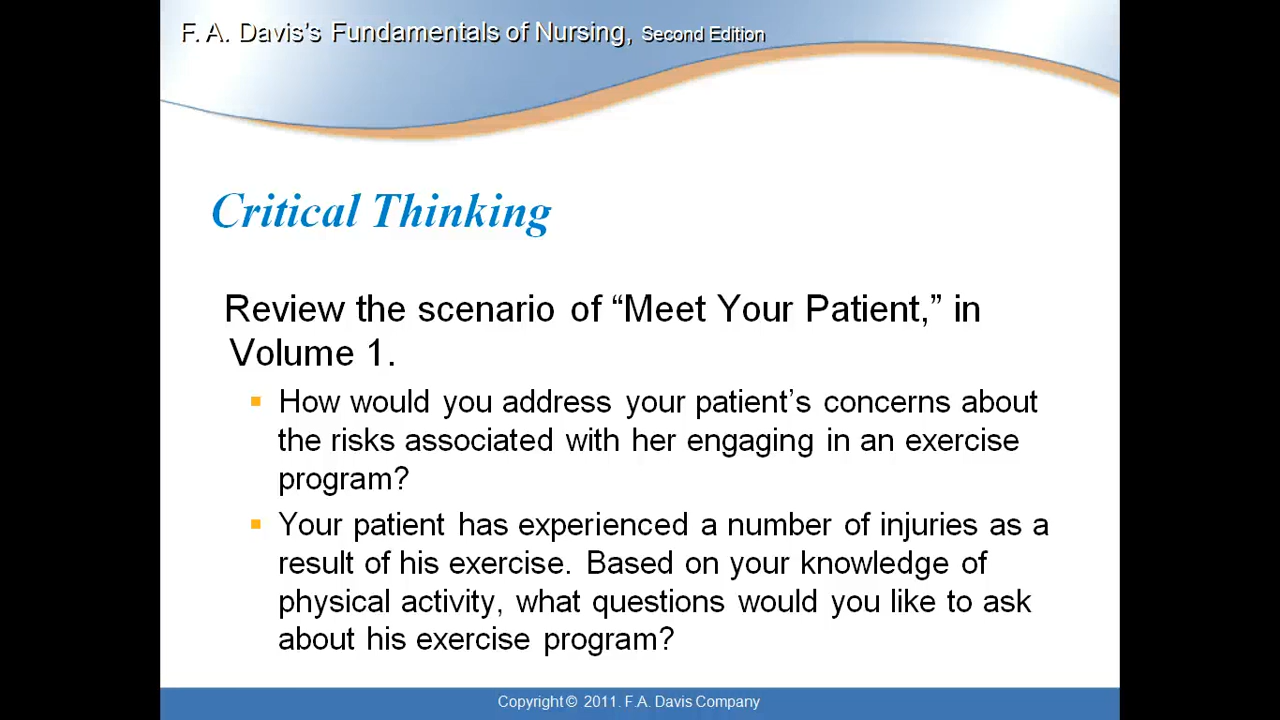 F. A. Davis's Fundamentals of Nursing, Second Edition
Critical Thinking
Review the scenario of “Meet Your Patient,” in
Volume 1.
How would you address your patient’s concerns about
the risks associated with her engaging in an exercise
program?
Your patient has experienced a number of injuries as a
result of his exercise. Based on your knowledge of
physical activity, what questions would you like to ask
about his exercise program?
Copyright © 2011. F.A. Davis Company